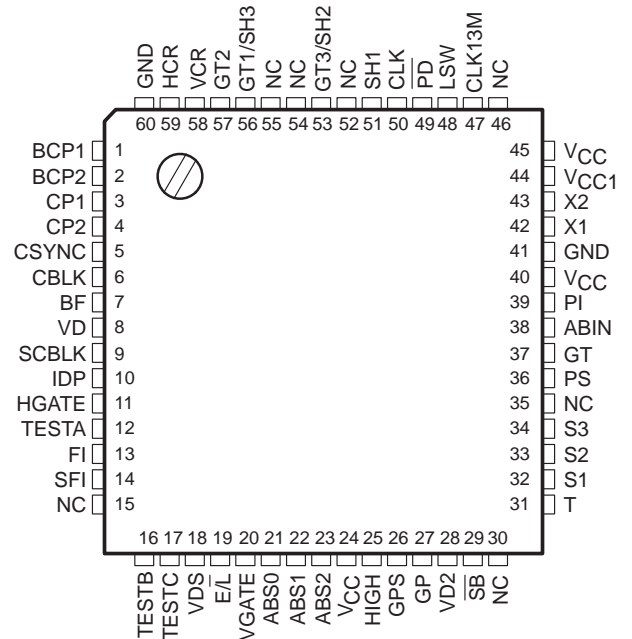 GND HCR VCR GT2 GT1/SH3 NC NC GT3/SH2 NC SH1 CLK P̅D̅ LSW CLK13M NC
60 59 58 57 56 55 54 53 52 51 50 49 48 47 46
BCP1 1 45 VCC
BCP2 2 44 VCC1
CP1 3 43 X2
CP2 4 42 X1
CSYNC 5 41 GND
CBLK 6 40 VCC
BF 7 39 PI
VD 8 38 ABIN
SCBLK 9 37 GT
IDP 10 36 PS
HGATE 11 35 NC
TESTA 12 34 S3
FI 13 33 S2
SFI 14 32 S1
NC 15 31 T
16 17 18 19 20 21 22 23 24 25 26 27 28 29 30
TESTB TESTC VDS E̅/L VGATE ABS0 ABS1 ABS2 VCC HIGH GPS GP VD2 S̅B̅ NC